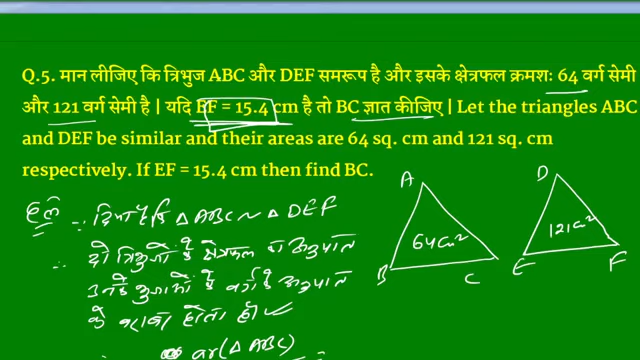 Q.5. मान लीजिए कि त्रिभुज ABC और DEF समरूप है और इसके क्षेत्रफल क्रमश: 64 वर्ग सेमी
और 121 वर्ग सेमी है | यदि EF = 15.4 cm है तो BC ज्ञात कीजिए | Let the triangles ABC
and DEF be similar and their areas are 64 sq. cm and 121 sq. cm
respectively. If EF = 15.4 cm then find BC.
हल ∵ दिया है कि △ABC ~ △DEF
∴ दो त्रिभुजों के क्षेत्रफल का अनुपात
उनके भुजाओं के वर्गों के अनुपात
के बराबर होता है।
ar(△ABC)
A
64cm²
B
C
D
121cm²
E
F